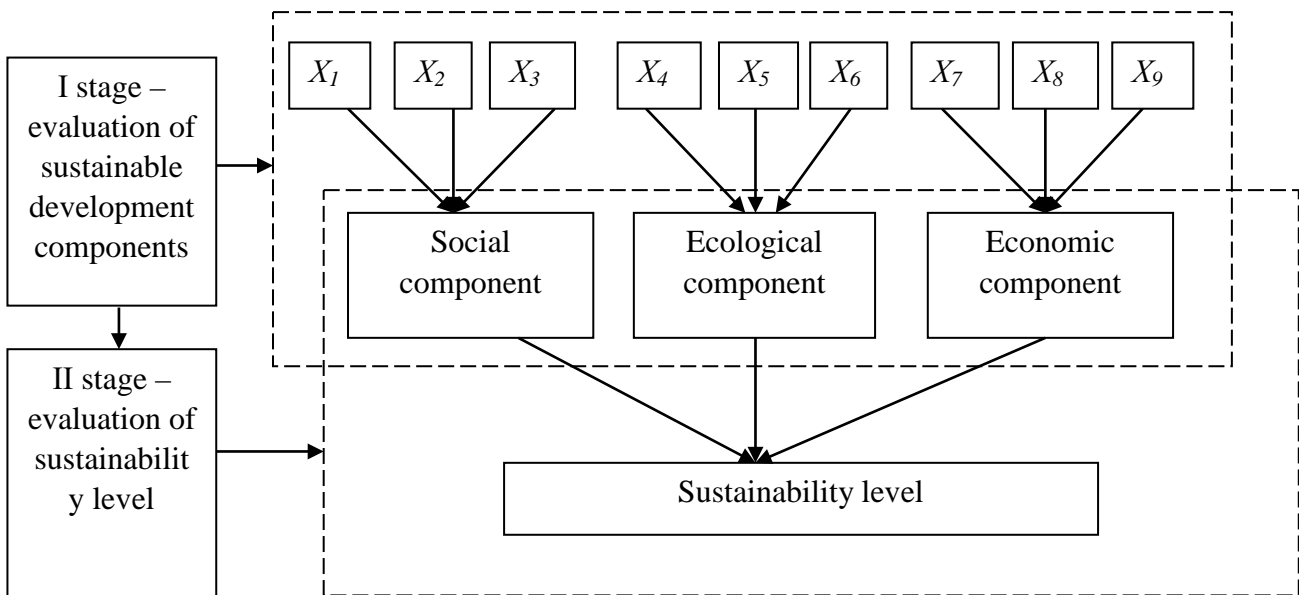 X1 X2 X3 X4 X5 X6 X7 X8 X9
I stage –
evaluation of
sustainable
development
components
Social
component
Ecological
component
Economic
component
II stage –
evaluation of
sustainabilit
y level
Sustainability level